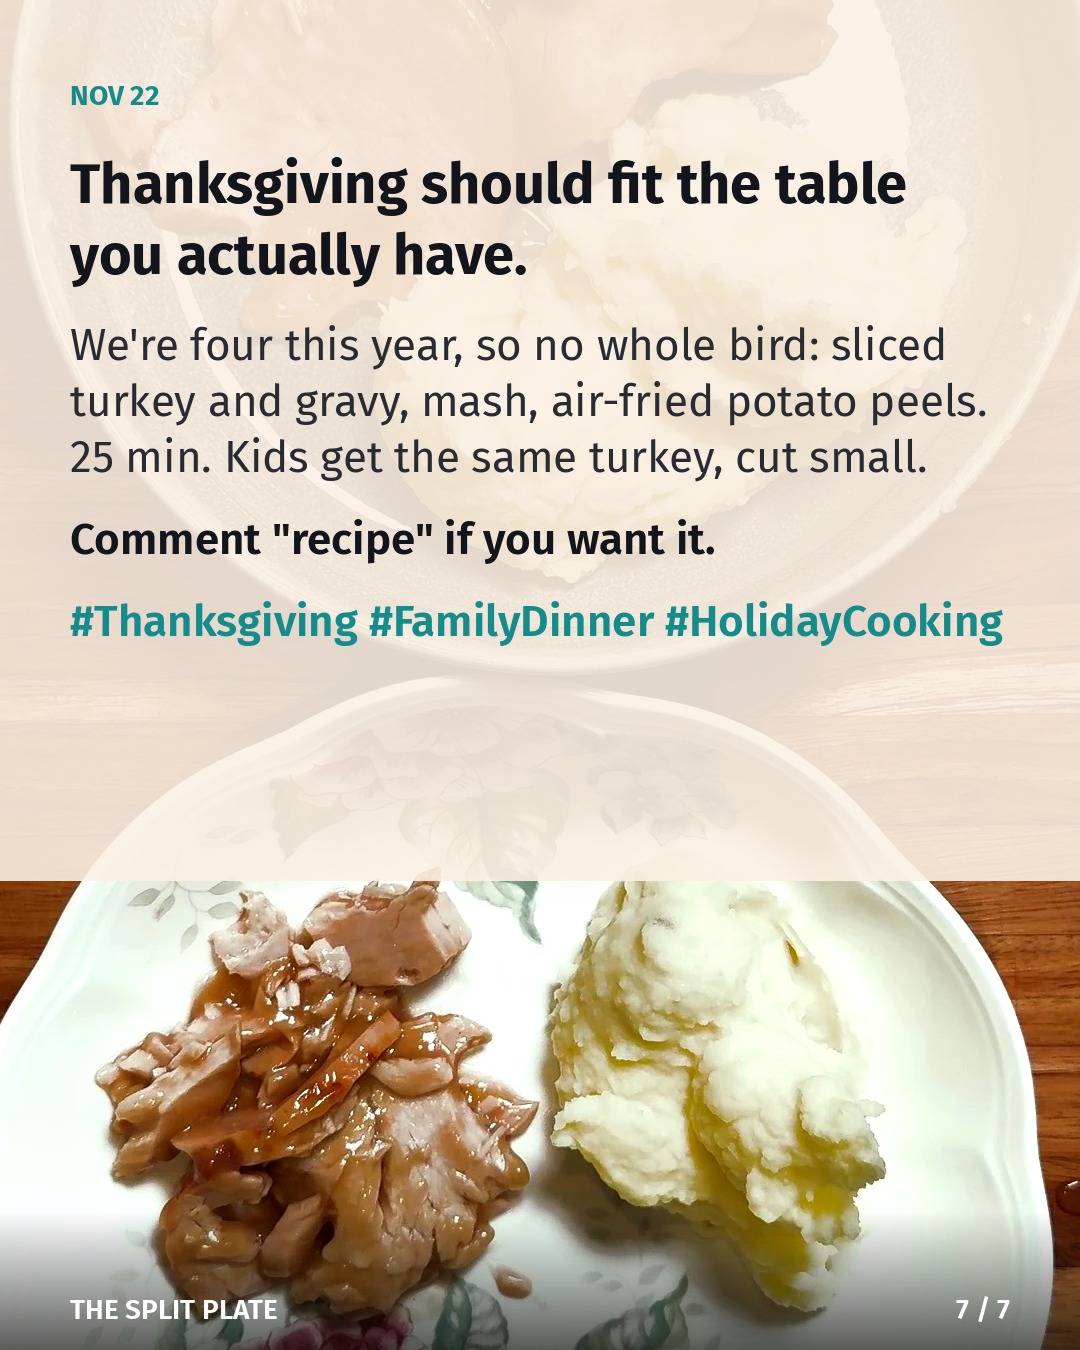 NOV 22
Thanksgiving should fit the table
you actually have.
We're four this year, so no whole bird: sliced
turkey and gravy, mash, air-fried potato peels.
25 min. Kids get the same turkey, cut small.
Comment "recipe" if you want it.
#Thanksgiving #FamilyDinner #HolidayCooking
THE SPLIT PLATE
7 / 7